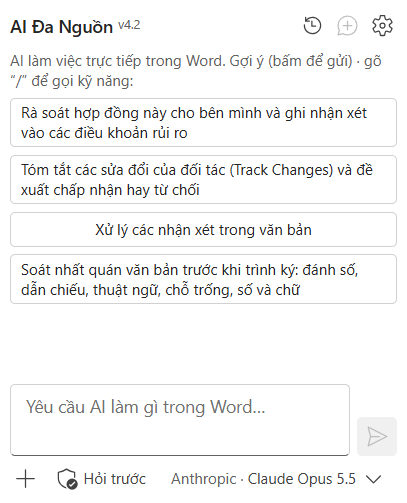 AI Đa Nguồn v4.2
AI làm việc trực tiếp trong Word. Gợi ý (bấm để gửi) · gõ
“/” để gọi kỹ năng:
Rà soát hợp đồng này cho bên mình và ghi nhận xét
vào các điều khoản rủi ro
Tóm tắt các sửa đổi của đối tác (Track Changes) và đề
xuất chấp nhận hay từ chối
Xử lý các nhận xét trong văn bản
Soát nhất quán văn bản trước khi trình ký: đánh số,
dẫn chiếu, thuật ngữ, chỗ trống, số và chữ
Yêu cầu AI làm gì trong Word...
Hỏi trước Anthropic · Claude Opus 5.5